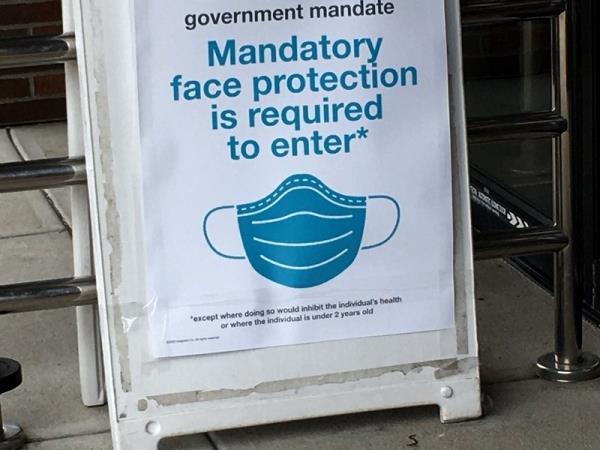 government mandate
Mandatory
face protection
is required
to enter*
*except where doing so would inhibit the individual's health
or where the individual is under 2 years old